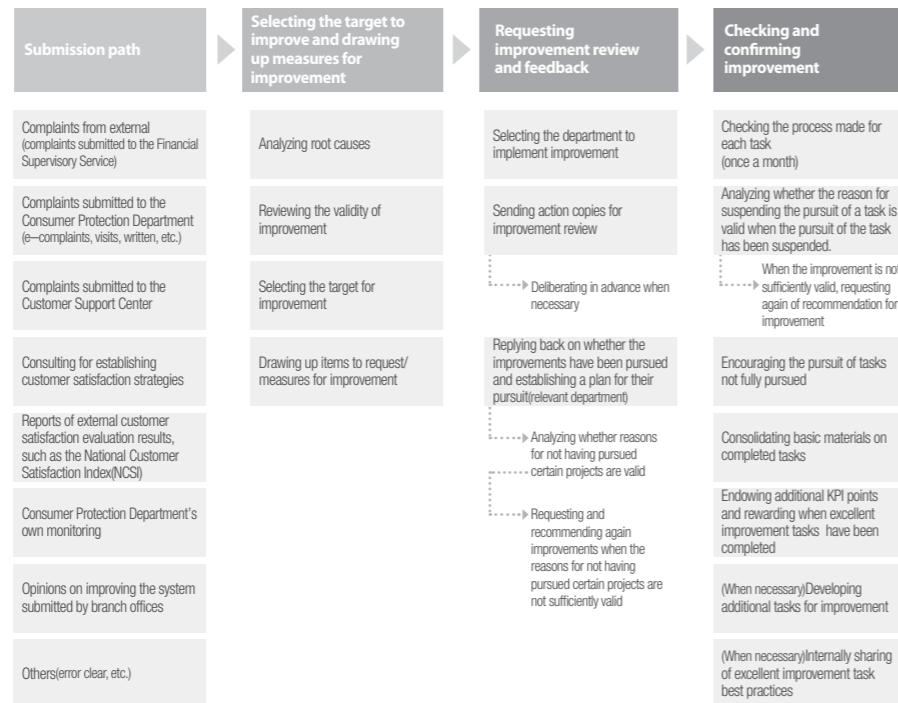 Submission path
Selecting the target to
improve and drawing
up measures for
improvement
Requesting
improvement review
and feedback
Checking and
confirming
improvement
Complaints from external
(complaints submitted to the Financial
Supervisory Service)
Complaints submitted to the
Consumer Protection Department
(e–complaints, visits, written, etc.)
Complaints submitted to the
Customer Support Center
Consulting for establishing
customer satisfaction strategies
Reports of external customer
satisfaction evaluation results,
such as the National Customer
Satisfaction Index(NCSI)
Consumer Protection Department's
own monitoring
Opinions on improving the system
submitted by branch offices
Others(error clear, etc.)
Analyzing root causes
Reviewing the validity of
improvement
Selecting the target for
improvement
Drawing up items to request/
measures for improvement
Selecting the department to
implement improvement
Sending action copies for
improvement review
Deliberating in advance when
necessary
Replying back on whether the
improvements have been pursued
and establishing a plan for their
pursuit(relevant department)
Analyzing whether reasons
for not having pursued
certain projects are valid
Requesting and
recommending again
improvements when the
reasons for not having
pursued certain projects are
not sufficiently valid
Checking the process made for
each task
(once a month)
Analyzing whether the reason for
suspending the pursuit of a task is
valid when the pursuit of the task
has been suspended.
When the improvement is not
sufficiently valid, requesting
again of recommendation for
improvement
Encouraging the pursuit of tasks
not fully pursued
Consolidating basic materials on
completed tasks
Endowing additional KPI points
and rewarding when excellent
improvement tasks have been
completed
(When necessary)Developing
additional tasks for improvement
(When necessary)Internally sharing
of excellent improvement task
best practices